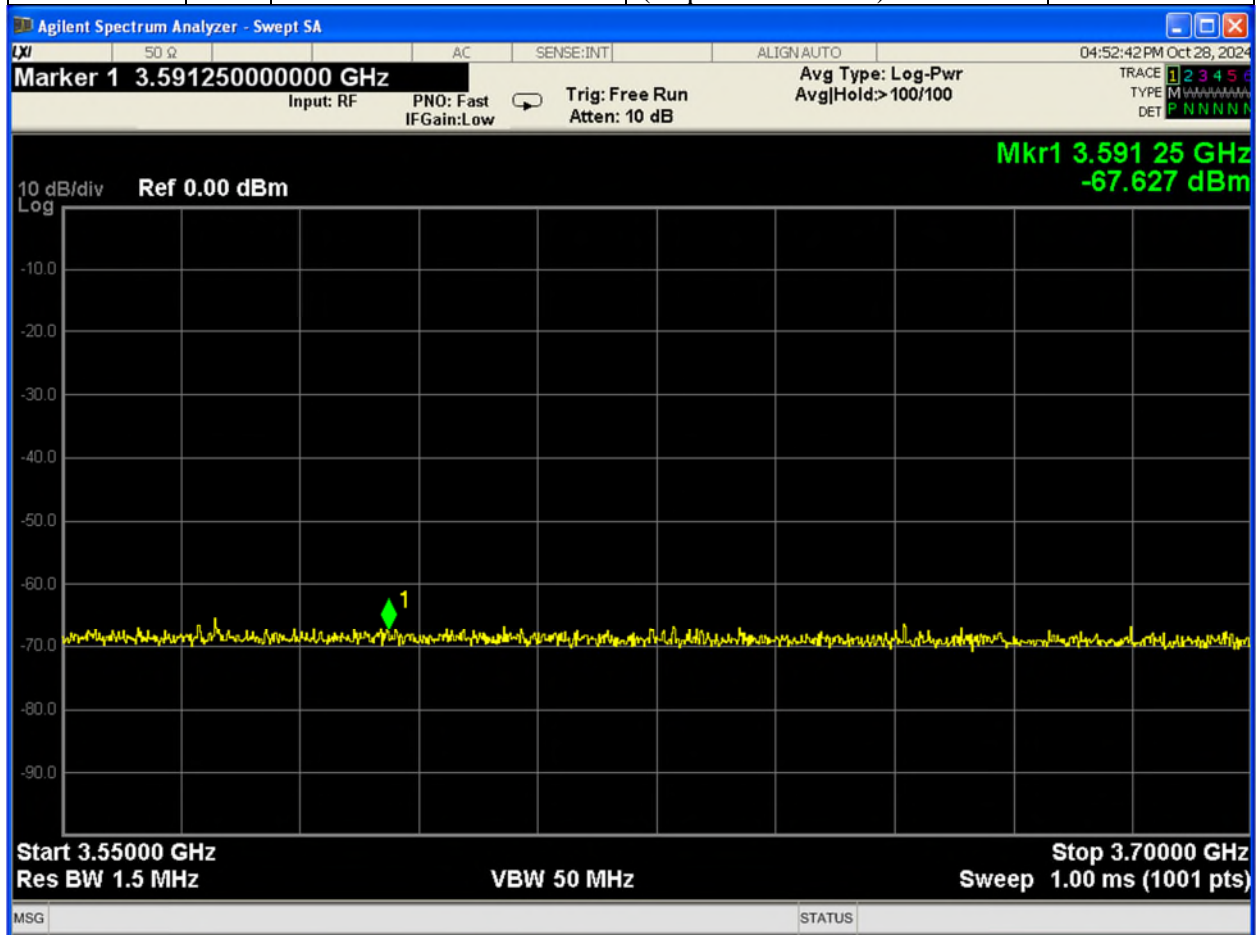 Agilent Spectrum Analyzer - Swept SA
LXI 50 Ω AC SENSE:INT ALIGNAUTO 04:52:42 PM Oct 28, 2024
Marker 1 3.591250000000 GHz
Input: RF PNO: Fast IFGain:Low
Trig: Free Run
Atten: 10 dB
Avg Type: Log-Pwr
Avg|Hold:> 100/100
TRACE 1 2 3 4 5 6
TYPE M
DET P N N N N N
Mkr1 3.591 25 GHz
-67.627 dBm
10 dB/div Ref 0.00 dBm
Log
-10.0
-20.0
-30.0
-40.0
-50.0
-60.0
1
-70.0
-80.0
-90.0
Start 3.55000 GHz Stop 3.70000 GHz
Res BW 1.5 MHz VBW 50 MHz Sweep 1.00 ms (1001 pts)
MSG STATUS